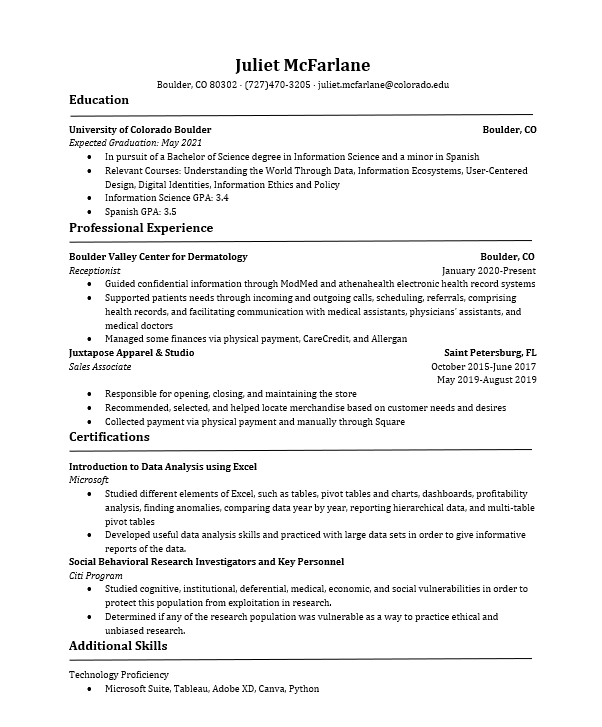 Juliet McFarlane
Boulder, CO 80302 · (727)470-3205 · juliet.mcfarlane@colorado.edu
Education
University of Colorado Boulder Boulder, CO
Expected Graduation: May 2021
• In pursuit of a Bachelor of Science degree in Information Science and a minor in Spanish
• Relevant Courses: Understanding the World Through Data, Information Ecosystems, User-Centered
Design, Digital Identities, Information Ethics and Policy
• Information Science GPA: 3.4
• Spanish GPA: 3.5
Professional Experience
Boulder Valley Center for Dermatology Boulder, CO
Receptionist January 2020-Present
• Guided confidential information through ModMed and athenahealth electronic health record systems
• Supported patients needs through incoming and outgoing calls, scheduling, referrals, comprising
health records, and facilitating communication with medical assistants, physicians' assistants, and
medical doctors
• Managed some finances via physical payment, CareCredit, and Allergan
Juxtapose Apparel & Studio Saint Petersburg, FL
Sales Associate October 2015-June 2017
May 2019-August 2019
• Responsible for opening, closing, and maintaining the store
• Recommended, selected, and helped locate merchandise based on customer needs and desires
• Collected payment via physical payment and manually through Square
Certifications
Introduction to Data Analysis using Excel
Microsoft
• Studied different elements of Excel, such as tables, pivot tables and charts, dashboards, profitability
analysis, finding anomalies, comparing data year by year, reporting hierarchical data, and multi-table
pivot tables
• Developed useful data analysis skills and practiced with large data sets in order to give informative
reports of the data.
Social Behavioral Research Investigators and Key Personnel
Citi Program
• Studied cognitive, institutional, deferential, medical, economic, and social vulnerabilities in order to
protect this population from exploitation in research.
• Determined if any of the research population was vulnerable as a way to practice ethical and
unbiased research.
Additional Skills
Technology Proficiency
• Microsoft Suite, Tableau, Adobe XD, Canva, Python